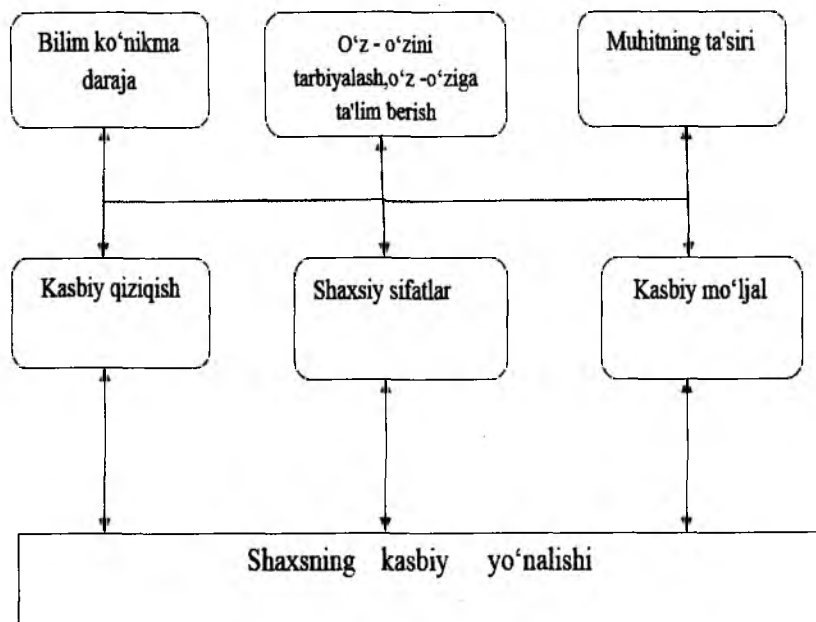 Bilim ko‘nikma
daraja
O‘z - o‘zini
tarbiyalash,o‘z -o‘ziga
ta'lim berish
Muhitning ta'siri
Kasbiy qiziqish
Shaxsiy sifatlar
Kasbiy mo‘ljal
Shaxsning kasbiy yo‘nalishi